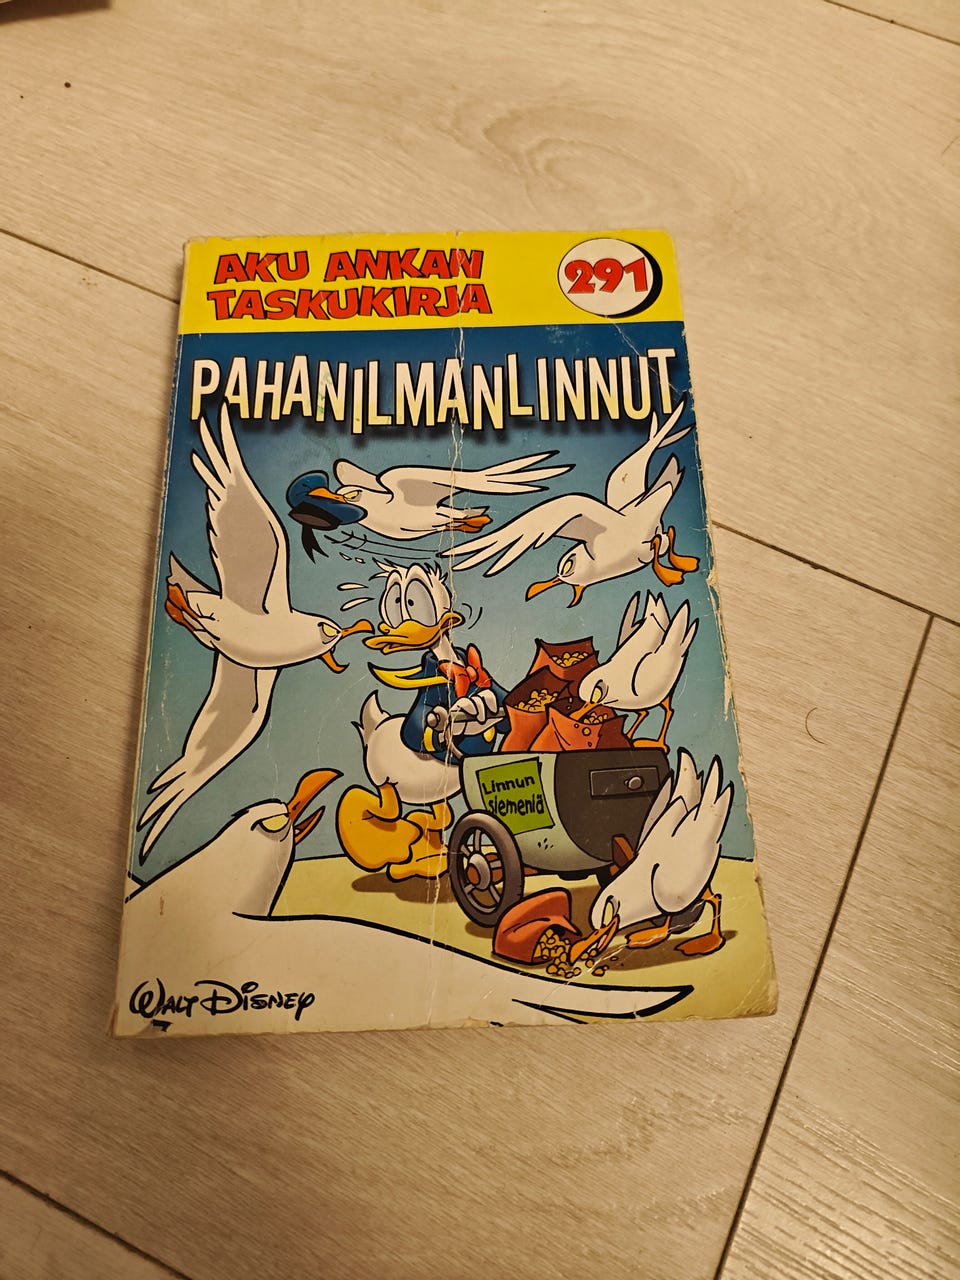 AKU ANKAN
TASKUKIRJA
291
PAHANILMANLINNUT
Linnun
siemeniä
WALT DISNEY